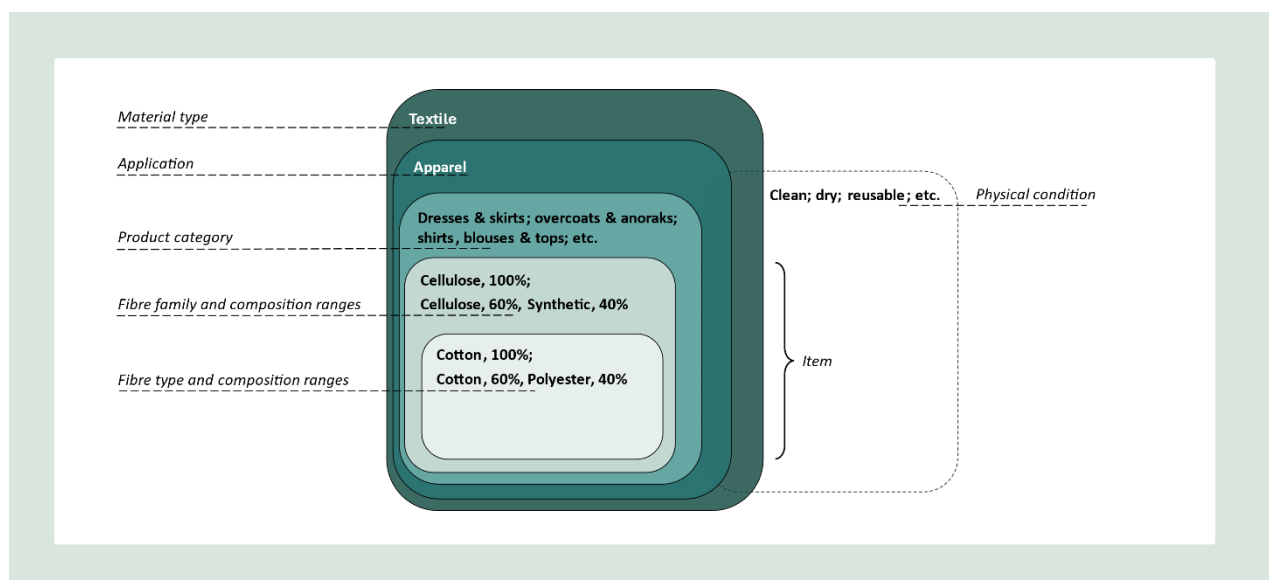 Material type
Textile
Application
Apparel
Clean; dry; reusable; etc.
Physical condition
Product category
Dresses & skirts; overcoats & anoraks;
shirts, blouses & tops; etc.
Fibre family and composition ranges
Cellulose, 100%;
Cellulose, 60%, Synthetic, 40%
Fibre type and composition ranges
Cotton, 100%;
Cotton, 60%, Polyester, 40%
Item